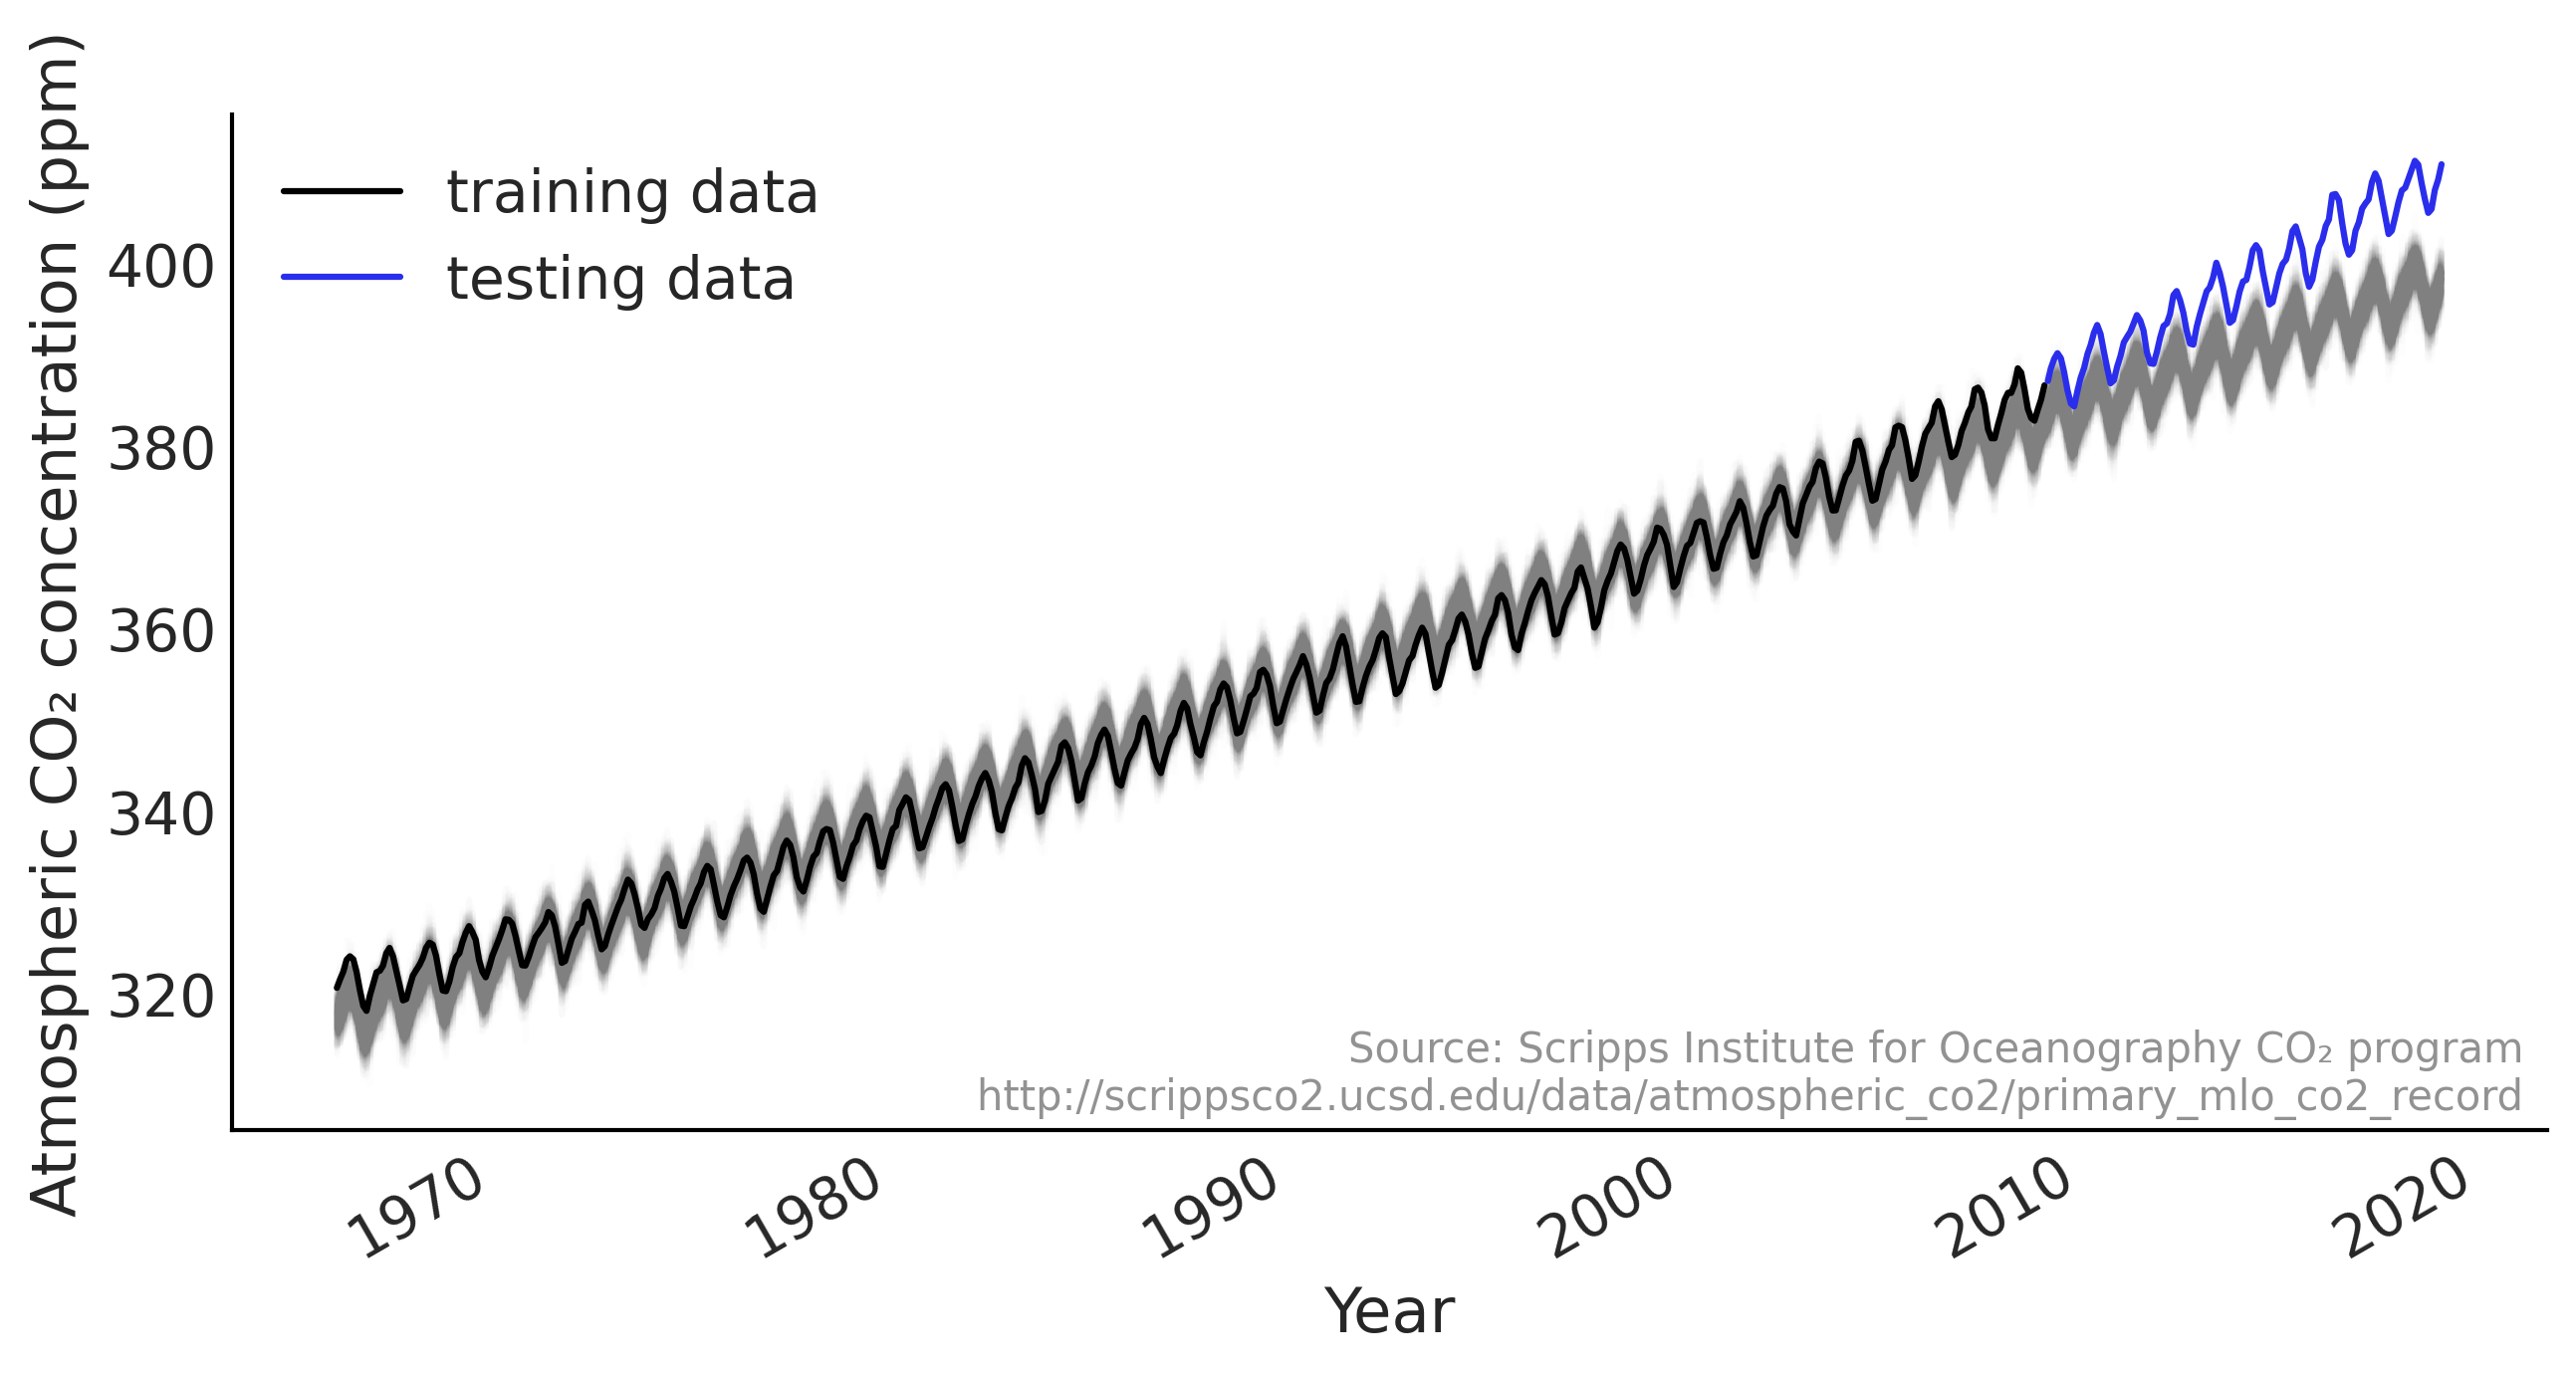 Atmospheric CO₂ concentration (ppm)
training data
testing data
400
380
360
340
320
Source: Scripps Institute for Oceanography CO₂ program
http://scrippsco2.ucsd.edu/data/atmospheric_co2/primary_mlo_co2_record
1970
1980
1990
2000
2010
2020
Year